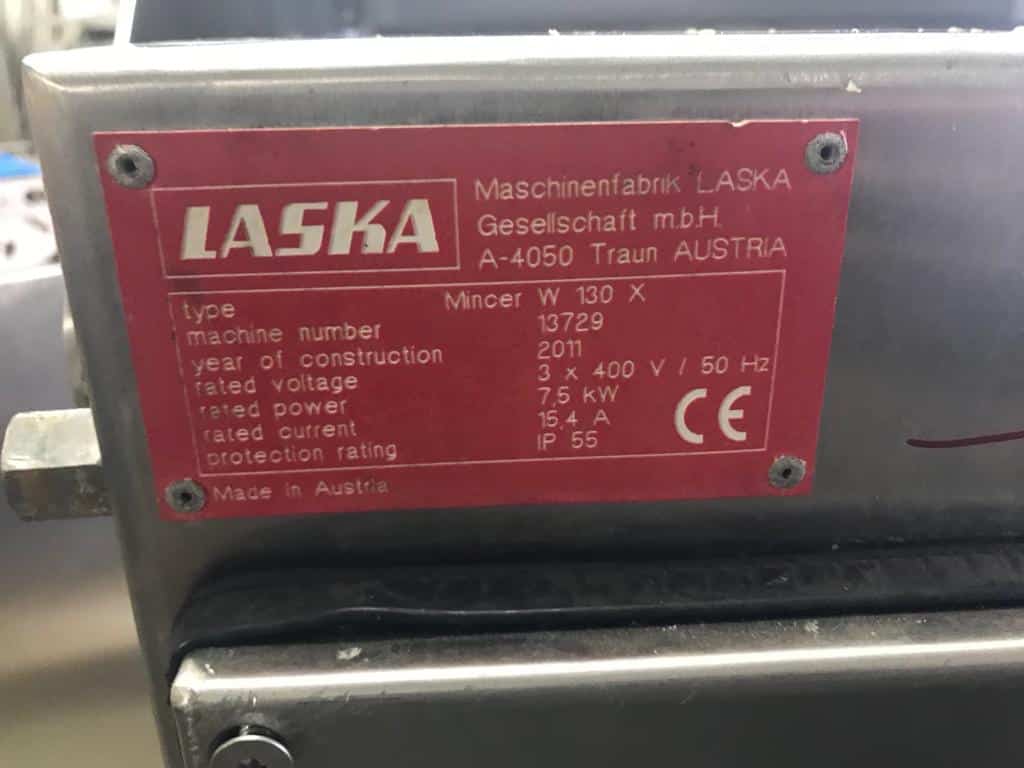 LASKA
Maschinenfabrik LASKA
Gesellschaft m.b.H.
A-4050 Traun AUSTRIA
type Mincer W 130 X
machine number 13729
year of construction 2011
rated voltage 3 x 400 V / 50 Hz
rated power 7,5 kW
rated current 15,4 A
protection rating IP 55
CE
Made in Austria